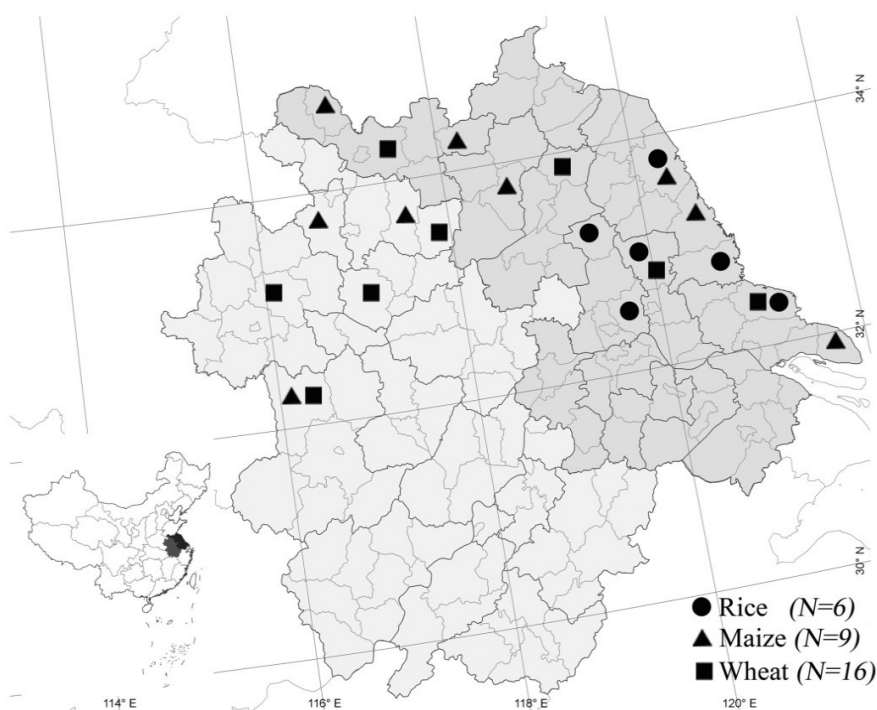 34° N
32° N
30° N
Rice (N=6)
Maize (N=9)
Wheat (N=16)
114° E
116° E
118° E
120° E